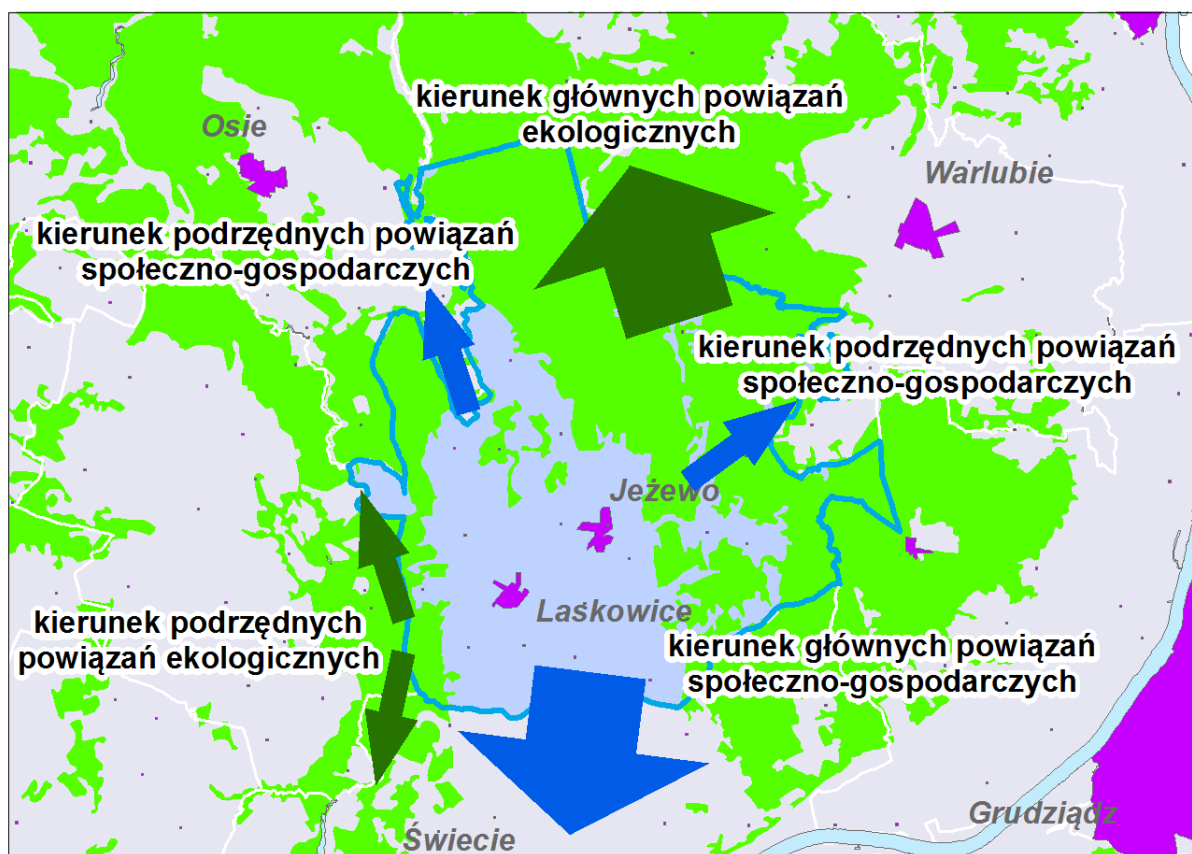 kierunek głównych powiązań
ekologicznych
Osie
Warlubie
kierunek podrzędnych powiązań
społeczno-gospodarczych
kierunek podrzędnych powiązań
społeczno-gospodarczych
Jeżewo
Laskowice
kierunek podrzędnych
powiązań ekologicznych
kierunek głównych powiązań
społeczno-gospodarczych
Grudziądz
Świecie